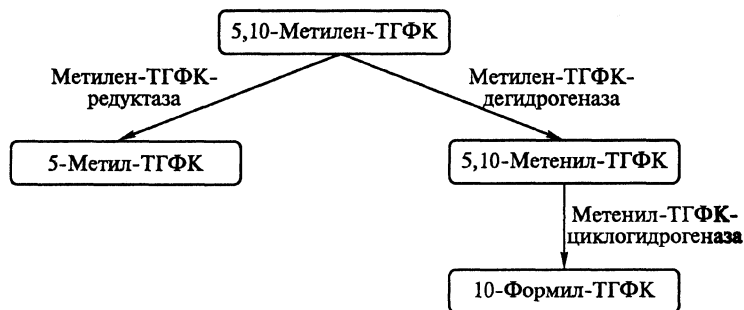 5,10-Метилен-ТГФК
Метилен-ТГФК-
редуктаза
Метилен-ТГФК-
дегидрогеназа
5-Метил-ТГФК
5,10-Метенил-ТГФК
Метенил-ТГФК-
циклогидрогеназа
10-Формил-ТГФК